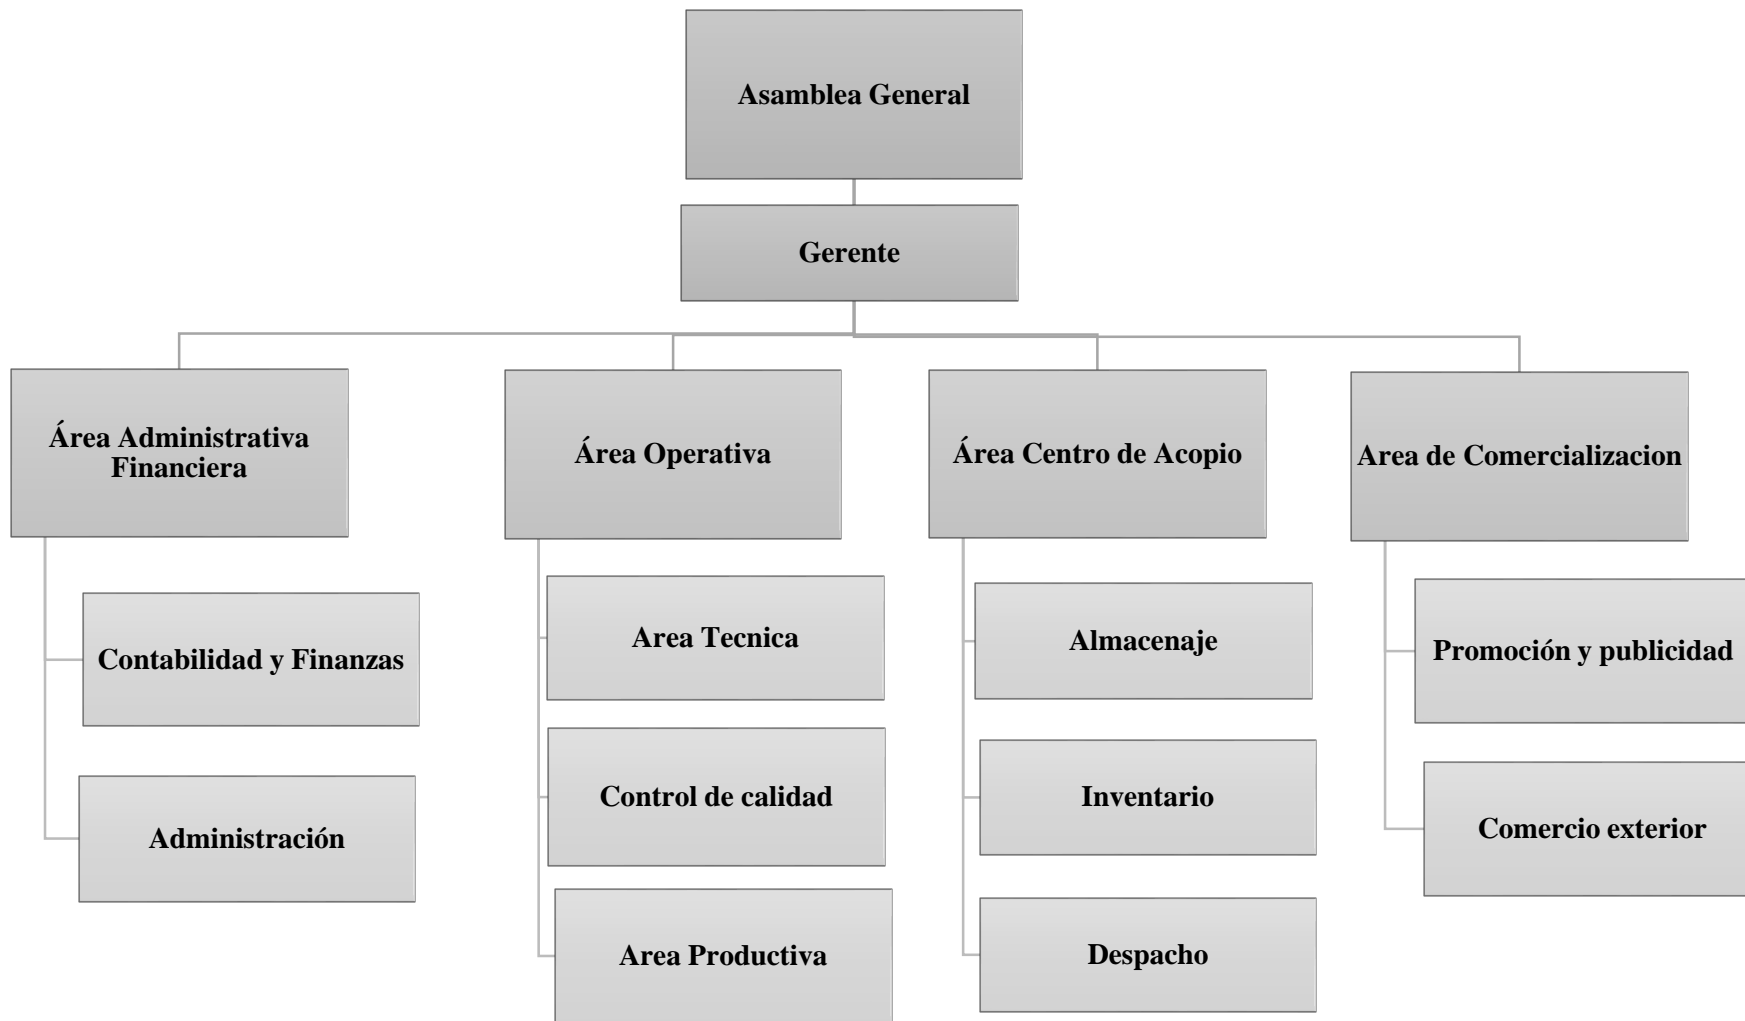 Asamblea General
Gerente
Área Administrativa
Financiera
Área Operativa
Área Centro de Acopio
Area de Comercializacion
Contabilidad y Finanzas
Administración
Area Tecnica
Control de calidad
Area Productiva
Almacenaje
Inventario
Despacho
Promoción y publicidad
Comercio exterior